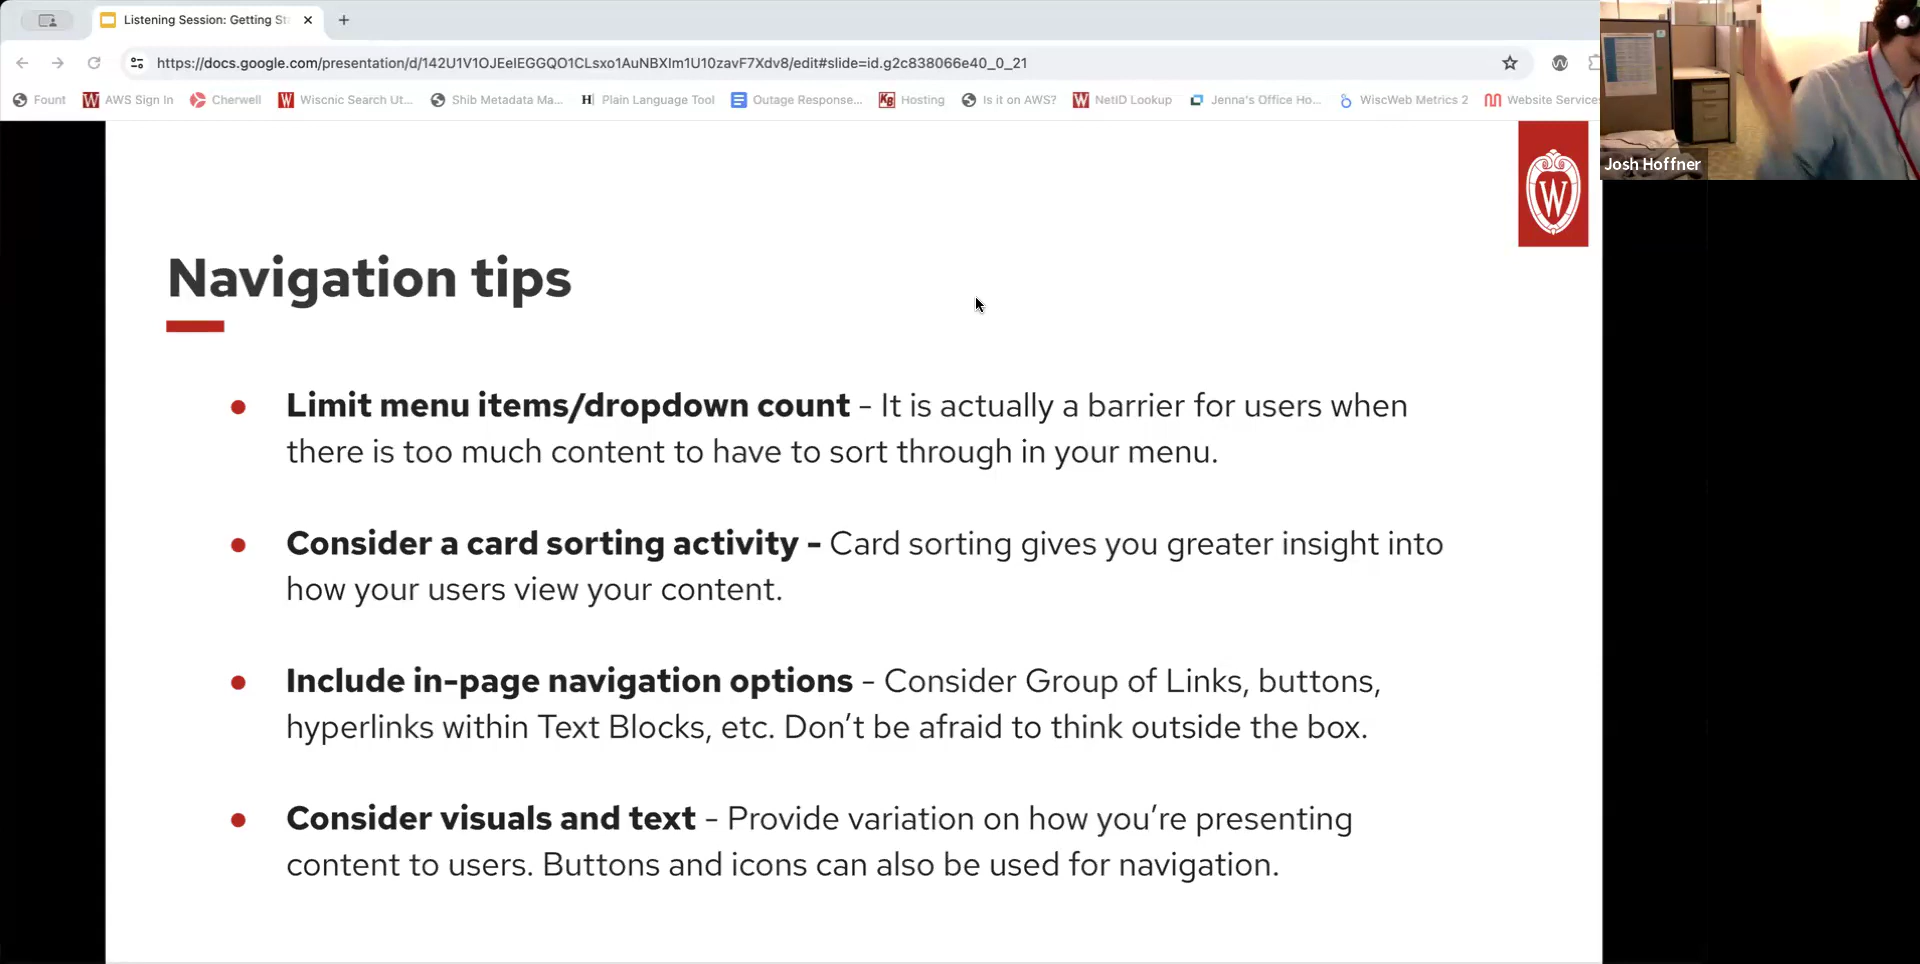 Listening Session: Getting St
https://docs.google.com/presentation/d/142U1V1OJEelEGGQO1CLsxo1AuNBXIm1U10zavF7Xdv8/edit#slide=id.g2c838066e40_0_21
Fount AWS Sign In Cherwell Wiscnic Search Ut... Shib Metadata Ma... H Plain Language Tool Outage Response... KB Hosting Is it on AWS? NetID Lookup Jenna's Office Ho... WiscWeb Metrics 2 Website Service
Josh Hoffner
W
Navigation tips
Limit menu items/dropdown count - It is actually a barrier for users when
there is too much content to have to sort through in your menu.
Consider a card sorting activity - Card sorting gives you greater insight into
how your users view your content.
Include in-page navigation options - Consider Group of Links, buttons,
hyperlinks within Text Blocks, etc. Don't be afraid to think outside the box.
Consider visuals and text - Provide variation on how you're presenting
content to users. Buttons and icons can also be used for navigation.